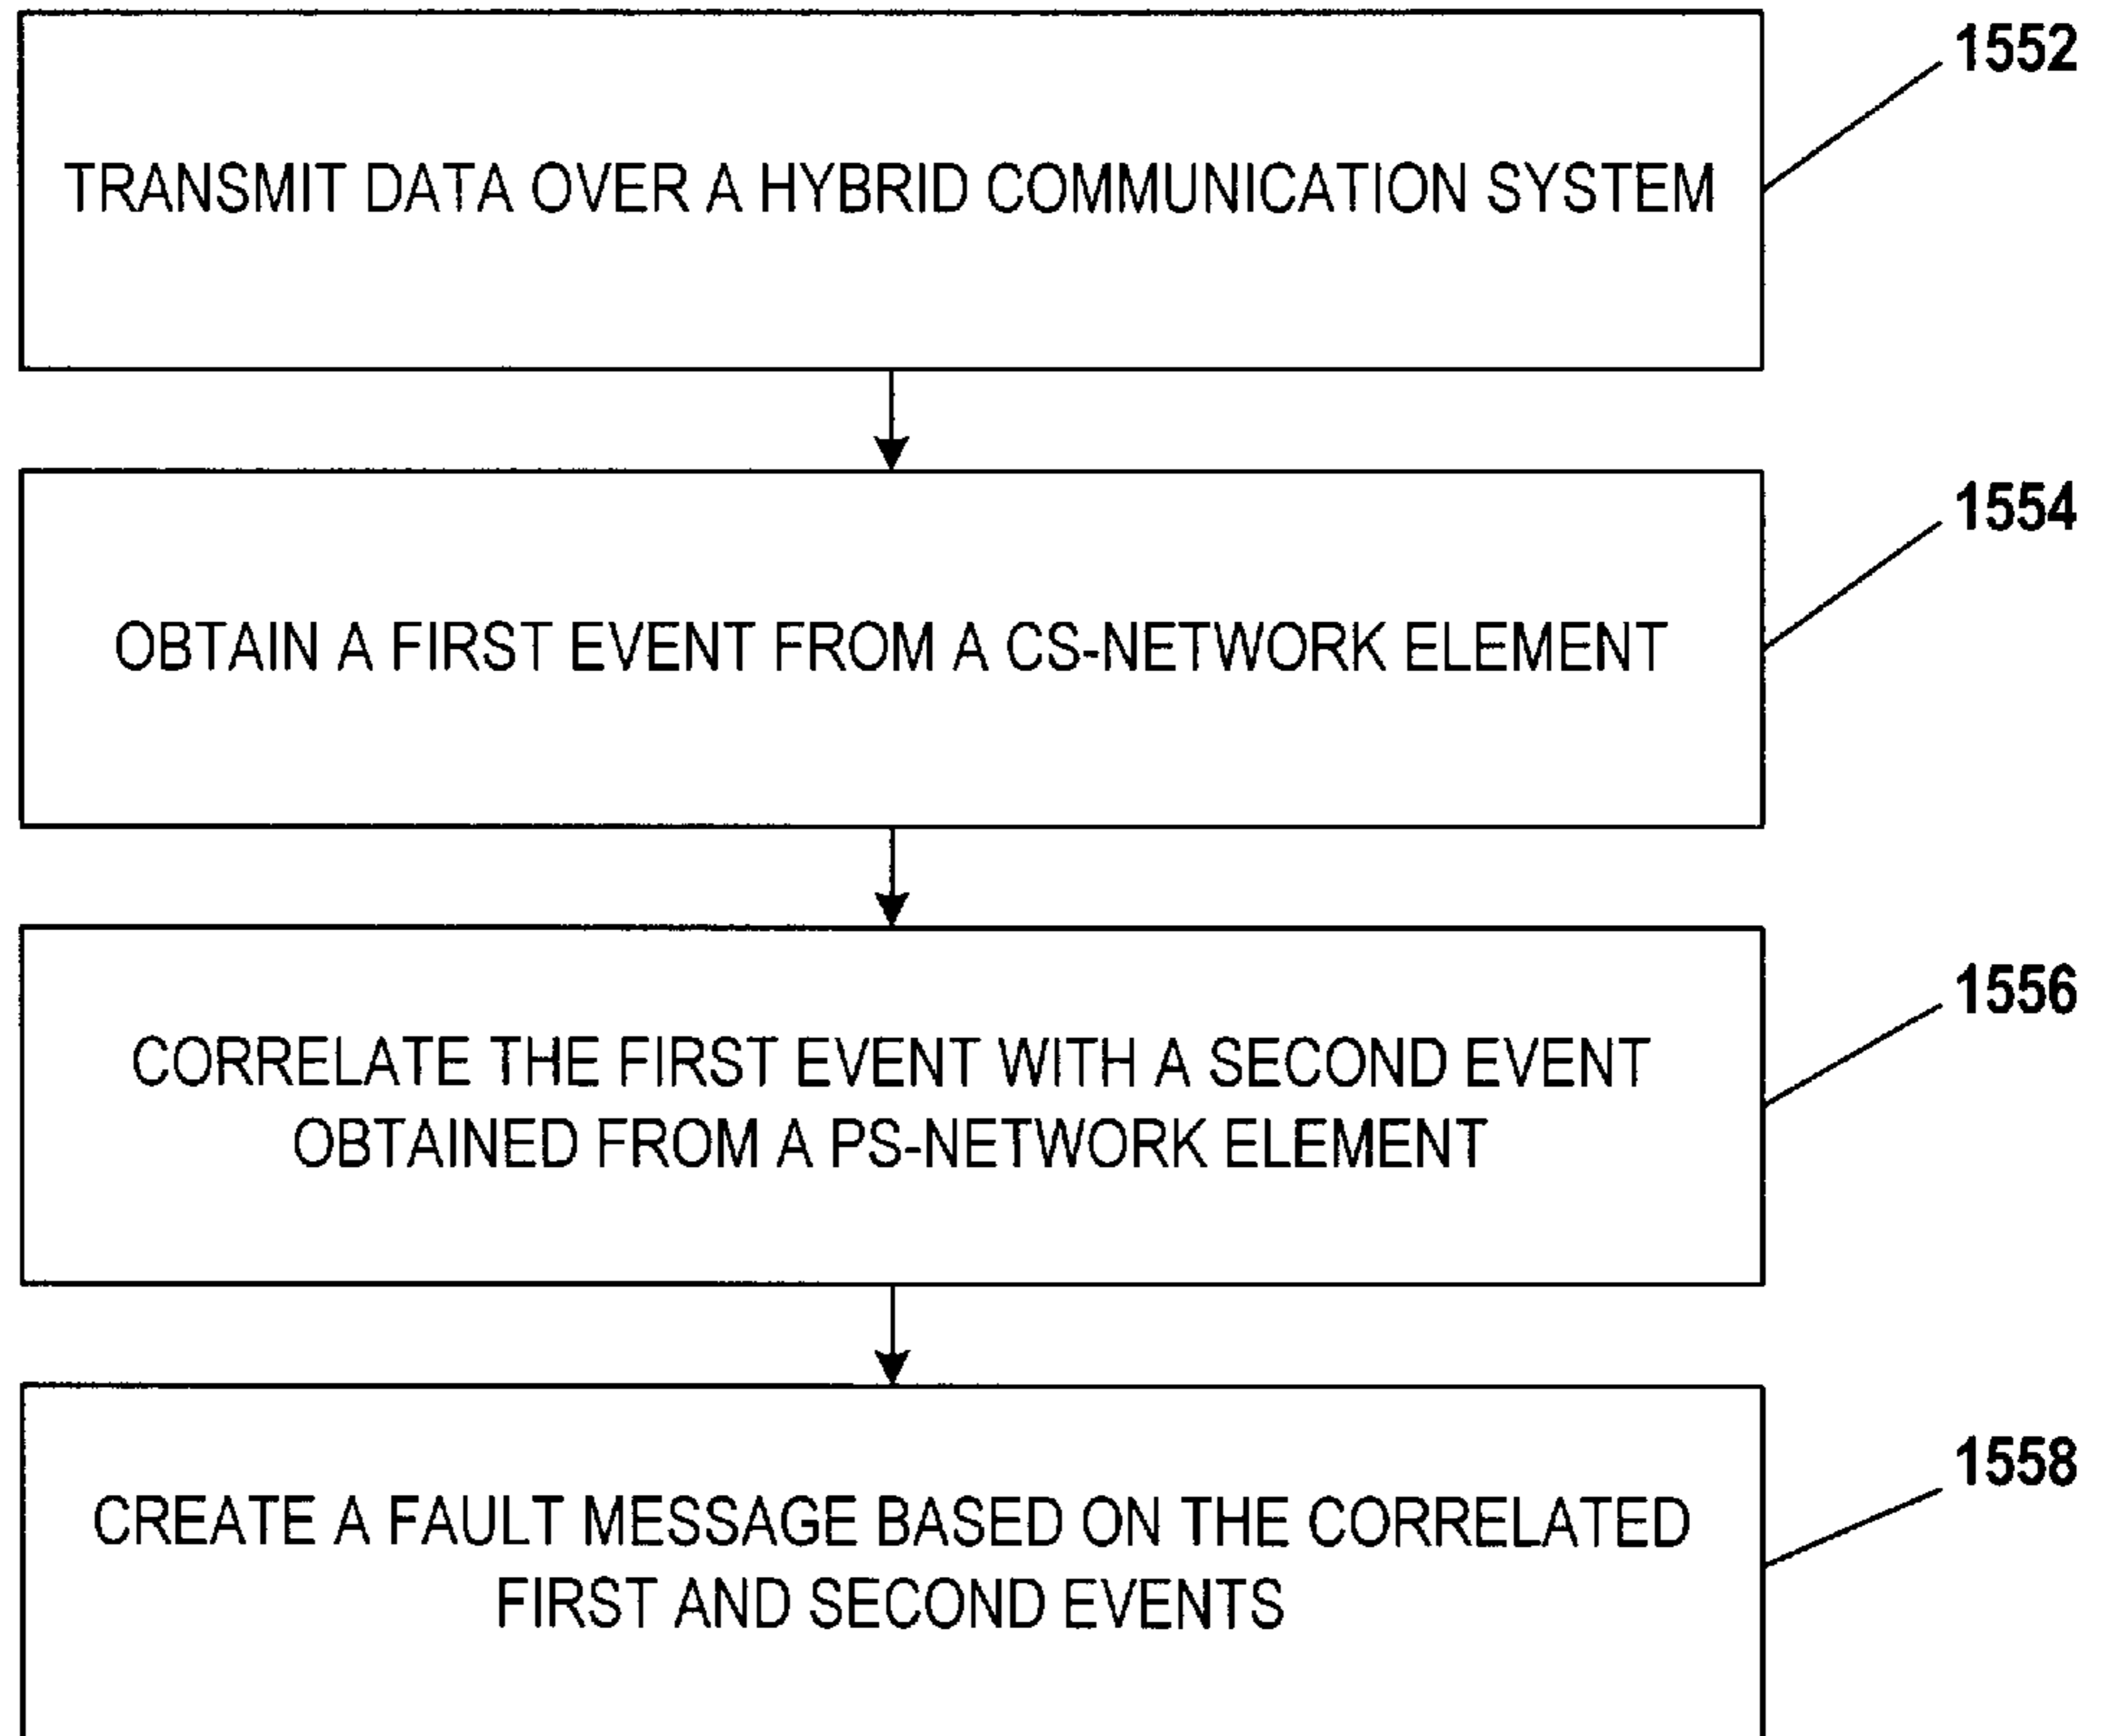 1552
TRANSMIT DATA OVER A HYBRID COMMUNICATION SYSTEM
1554
OBTAIN A FIRST EVENT FROM A CS-NETWORK ELEMENT
1556
CORRELATE THE FIRST EVENT WITH A SECOND EVENT
OBTAINED FROM A PS-NETWORK ELEMENT
1558
CREATE A FAULT MESSAGE BASED ON THE CORRELATED
FIRST AND SECOND EVENTS